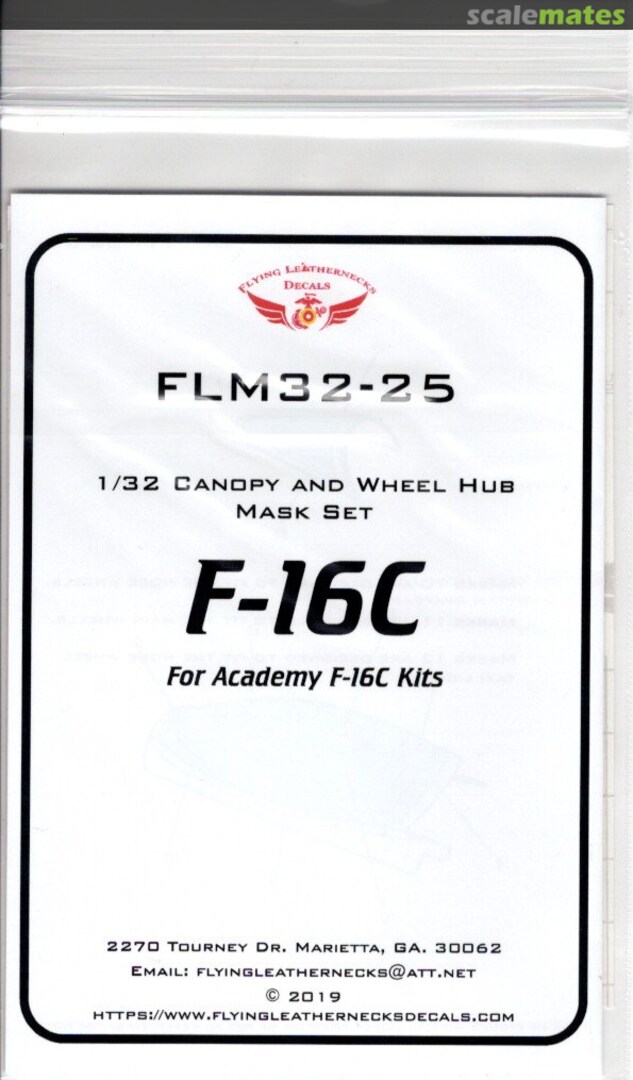 scalemates
Flying Leathernecks
Decals
FLM32-25
1/32 Canopy and Wheel Hub
Mask Set
F-16C
For Academy F-16C Kits
2270 Tourney Dr. Marietta, GA. 30062
Email: flyingleathernecks@att.net
© 2019
https://www.flyingleathernecksdecals.com